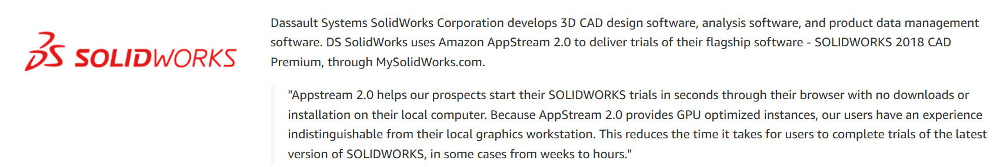 Dassault Systems SolidWorks Corporation develops 3D CAD design software, analysis software, and product data management
software. DS SolidWorks uses Amazon AppStream 2.0 to deliver trials of their flagship software - SOLIDWORKS 2018 CAD
Premium, through MySolidWorks.com.
DS SOLIDWORKS
"Appstream 2.0 helps our prospects start their SOLIDWORKS trials in seconds through their browser with no downloads or
installation on their local computer. Because AppStream 2.0 provides GPU optimized instances, our users have an experience
indistinguishable from their local graphics workstation. This reduces the time it takes for users to complete trials of the latest
version of SOLIDWORKS, in some cases from weeks to hours."